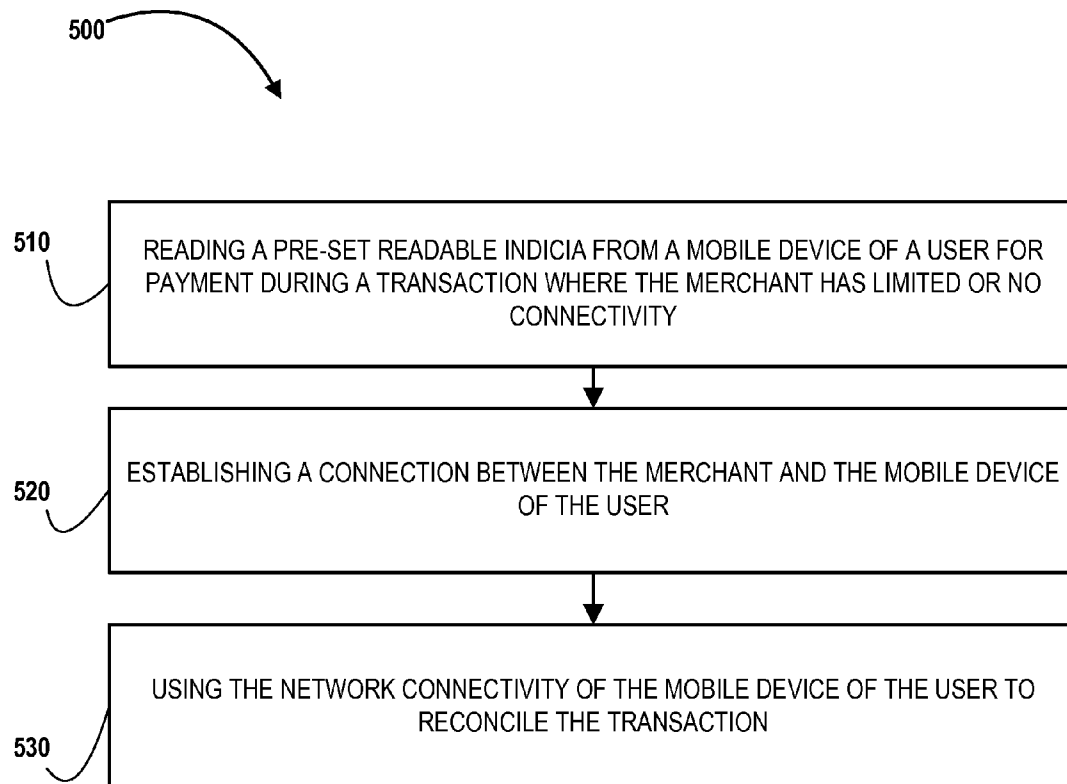 500
510
READING A PRE-SET READABLE INDICIA FROM A MOBILE DEVICE OF A USER FOR
PAYMENT DURING A TRANSACTION WHERE THE MERCHANT HAS LIMITED OR NO
CONNECTIVITY
520
ESTABLISHING A CONNECTION BETWEEN THE MERCHANT AND THE MOBILE DEVICE
OF THE USER
530
USING THE NETWORK CONNECTIVITY OF THE MOBILE DEVICE OF THE USER TO
RECONCILE THE TRANSACTION